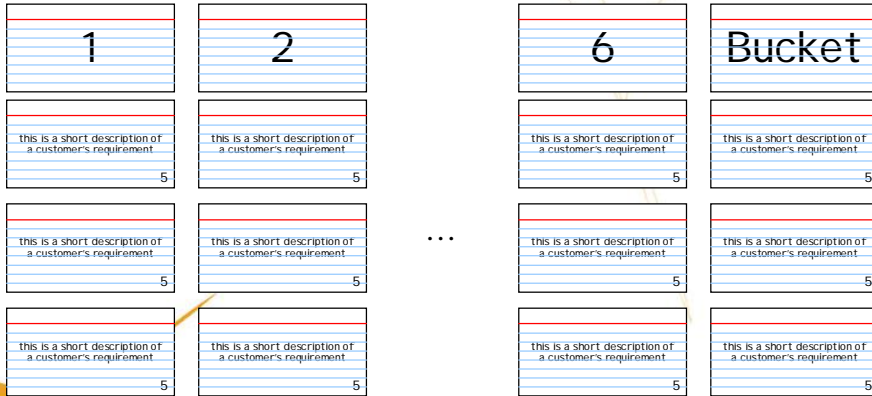 1
2
6
Bucket
this is a short description of
a customer's requirement
5
this is a short description of
a customer's requirement
5
this is a short description of
a customer's requirement
5
this is a short description of
a customer's requirement
5
this is a short description of
a customer's requirement
5
this is a short description of
a customer's requirement
5
...
this is a short description of
a customer's requirement
5
this is a short description of
a customer's requirement
5
this is a short description of
a customer's requirement
5
this is a short description of
a customer's requirement
5
this is a short description of
a customer's requirement
5
this is a short description of
a customer's requirement
5